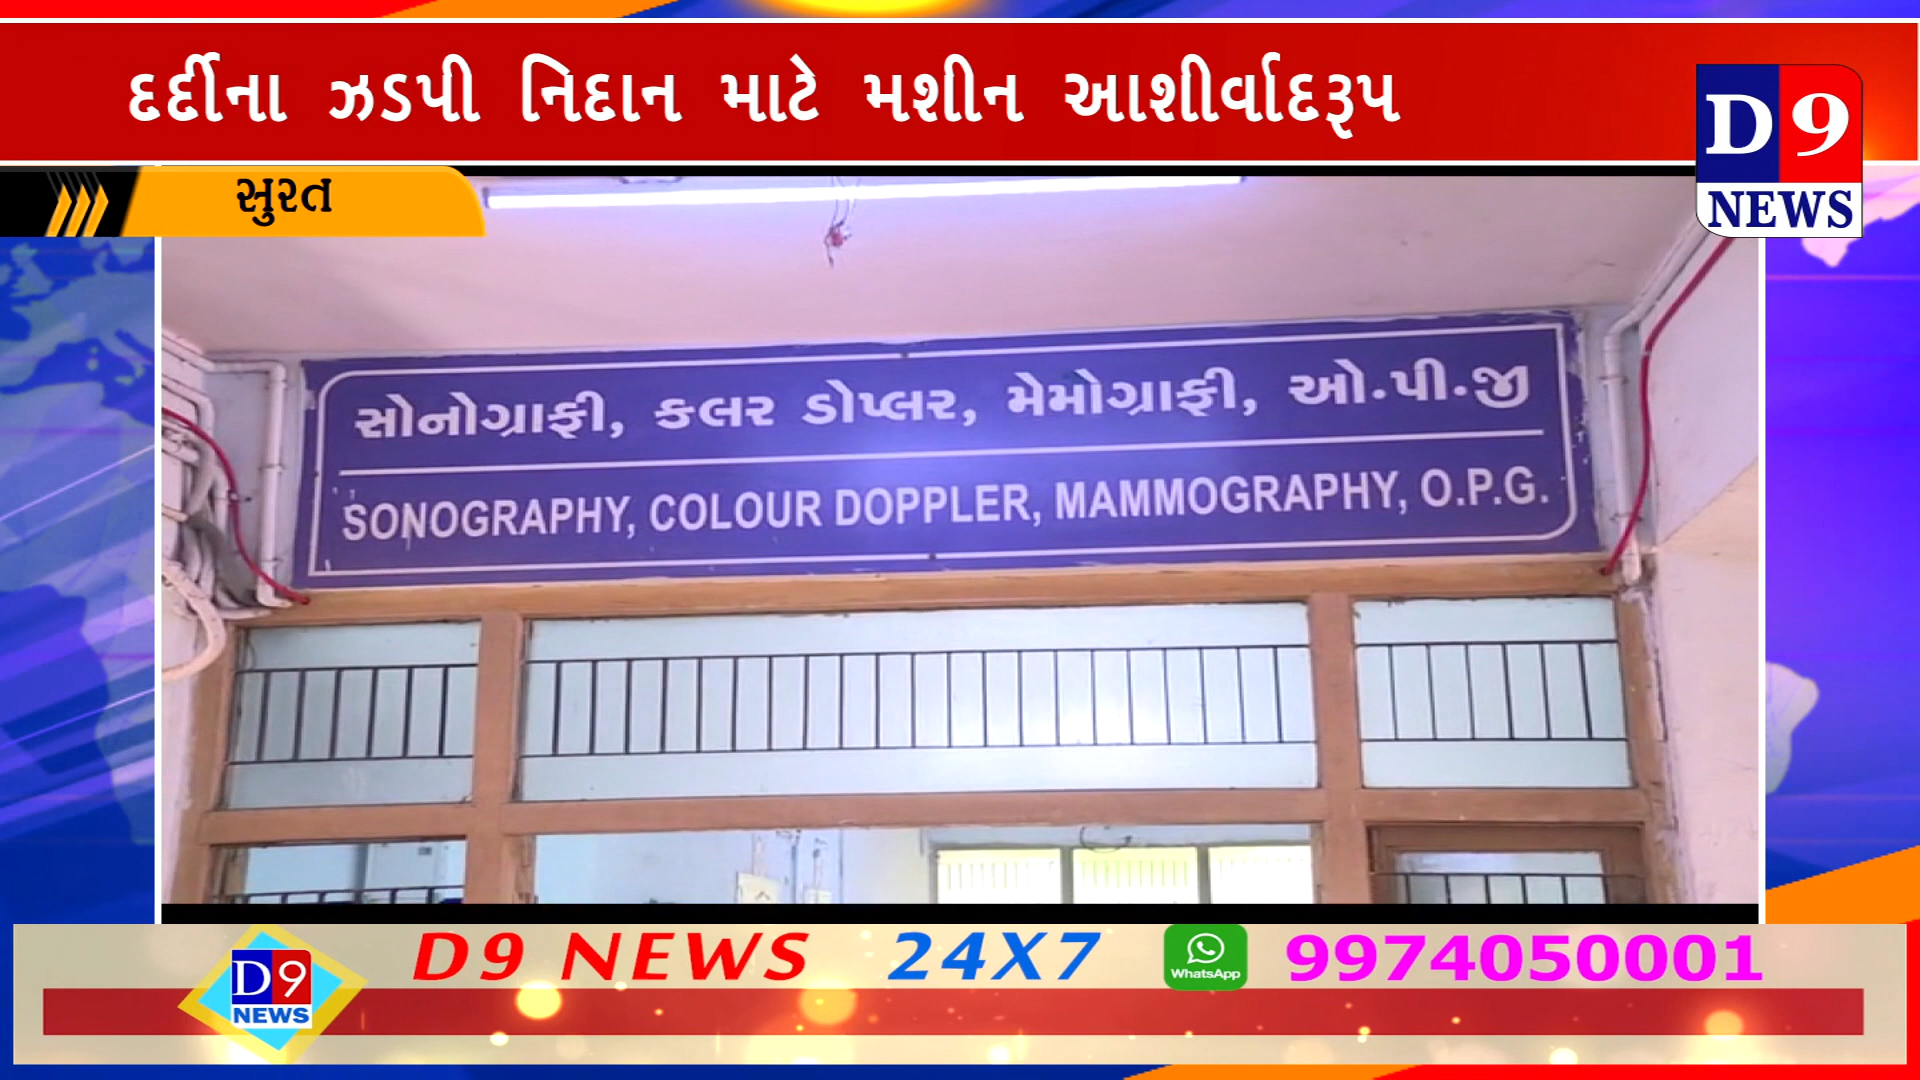 દર્દીના ઝડપી નિદાન માટે મશીન આશીર્વાદરૂપ
D9
NEWS
સુરત
સોનોગ્રાફી, કલર ડોપ્લર, મેમોગ્રાફી, ઓ.પી.જી
SONOGRAPHY, COLOUR DOPPLER, MAMMOGRAPHY, O.P.G.
D9 NEWS 24X7 WhatsApp 9974050001
D9
NEWS